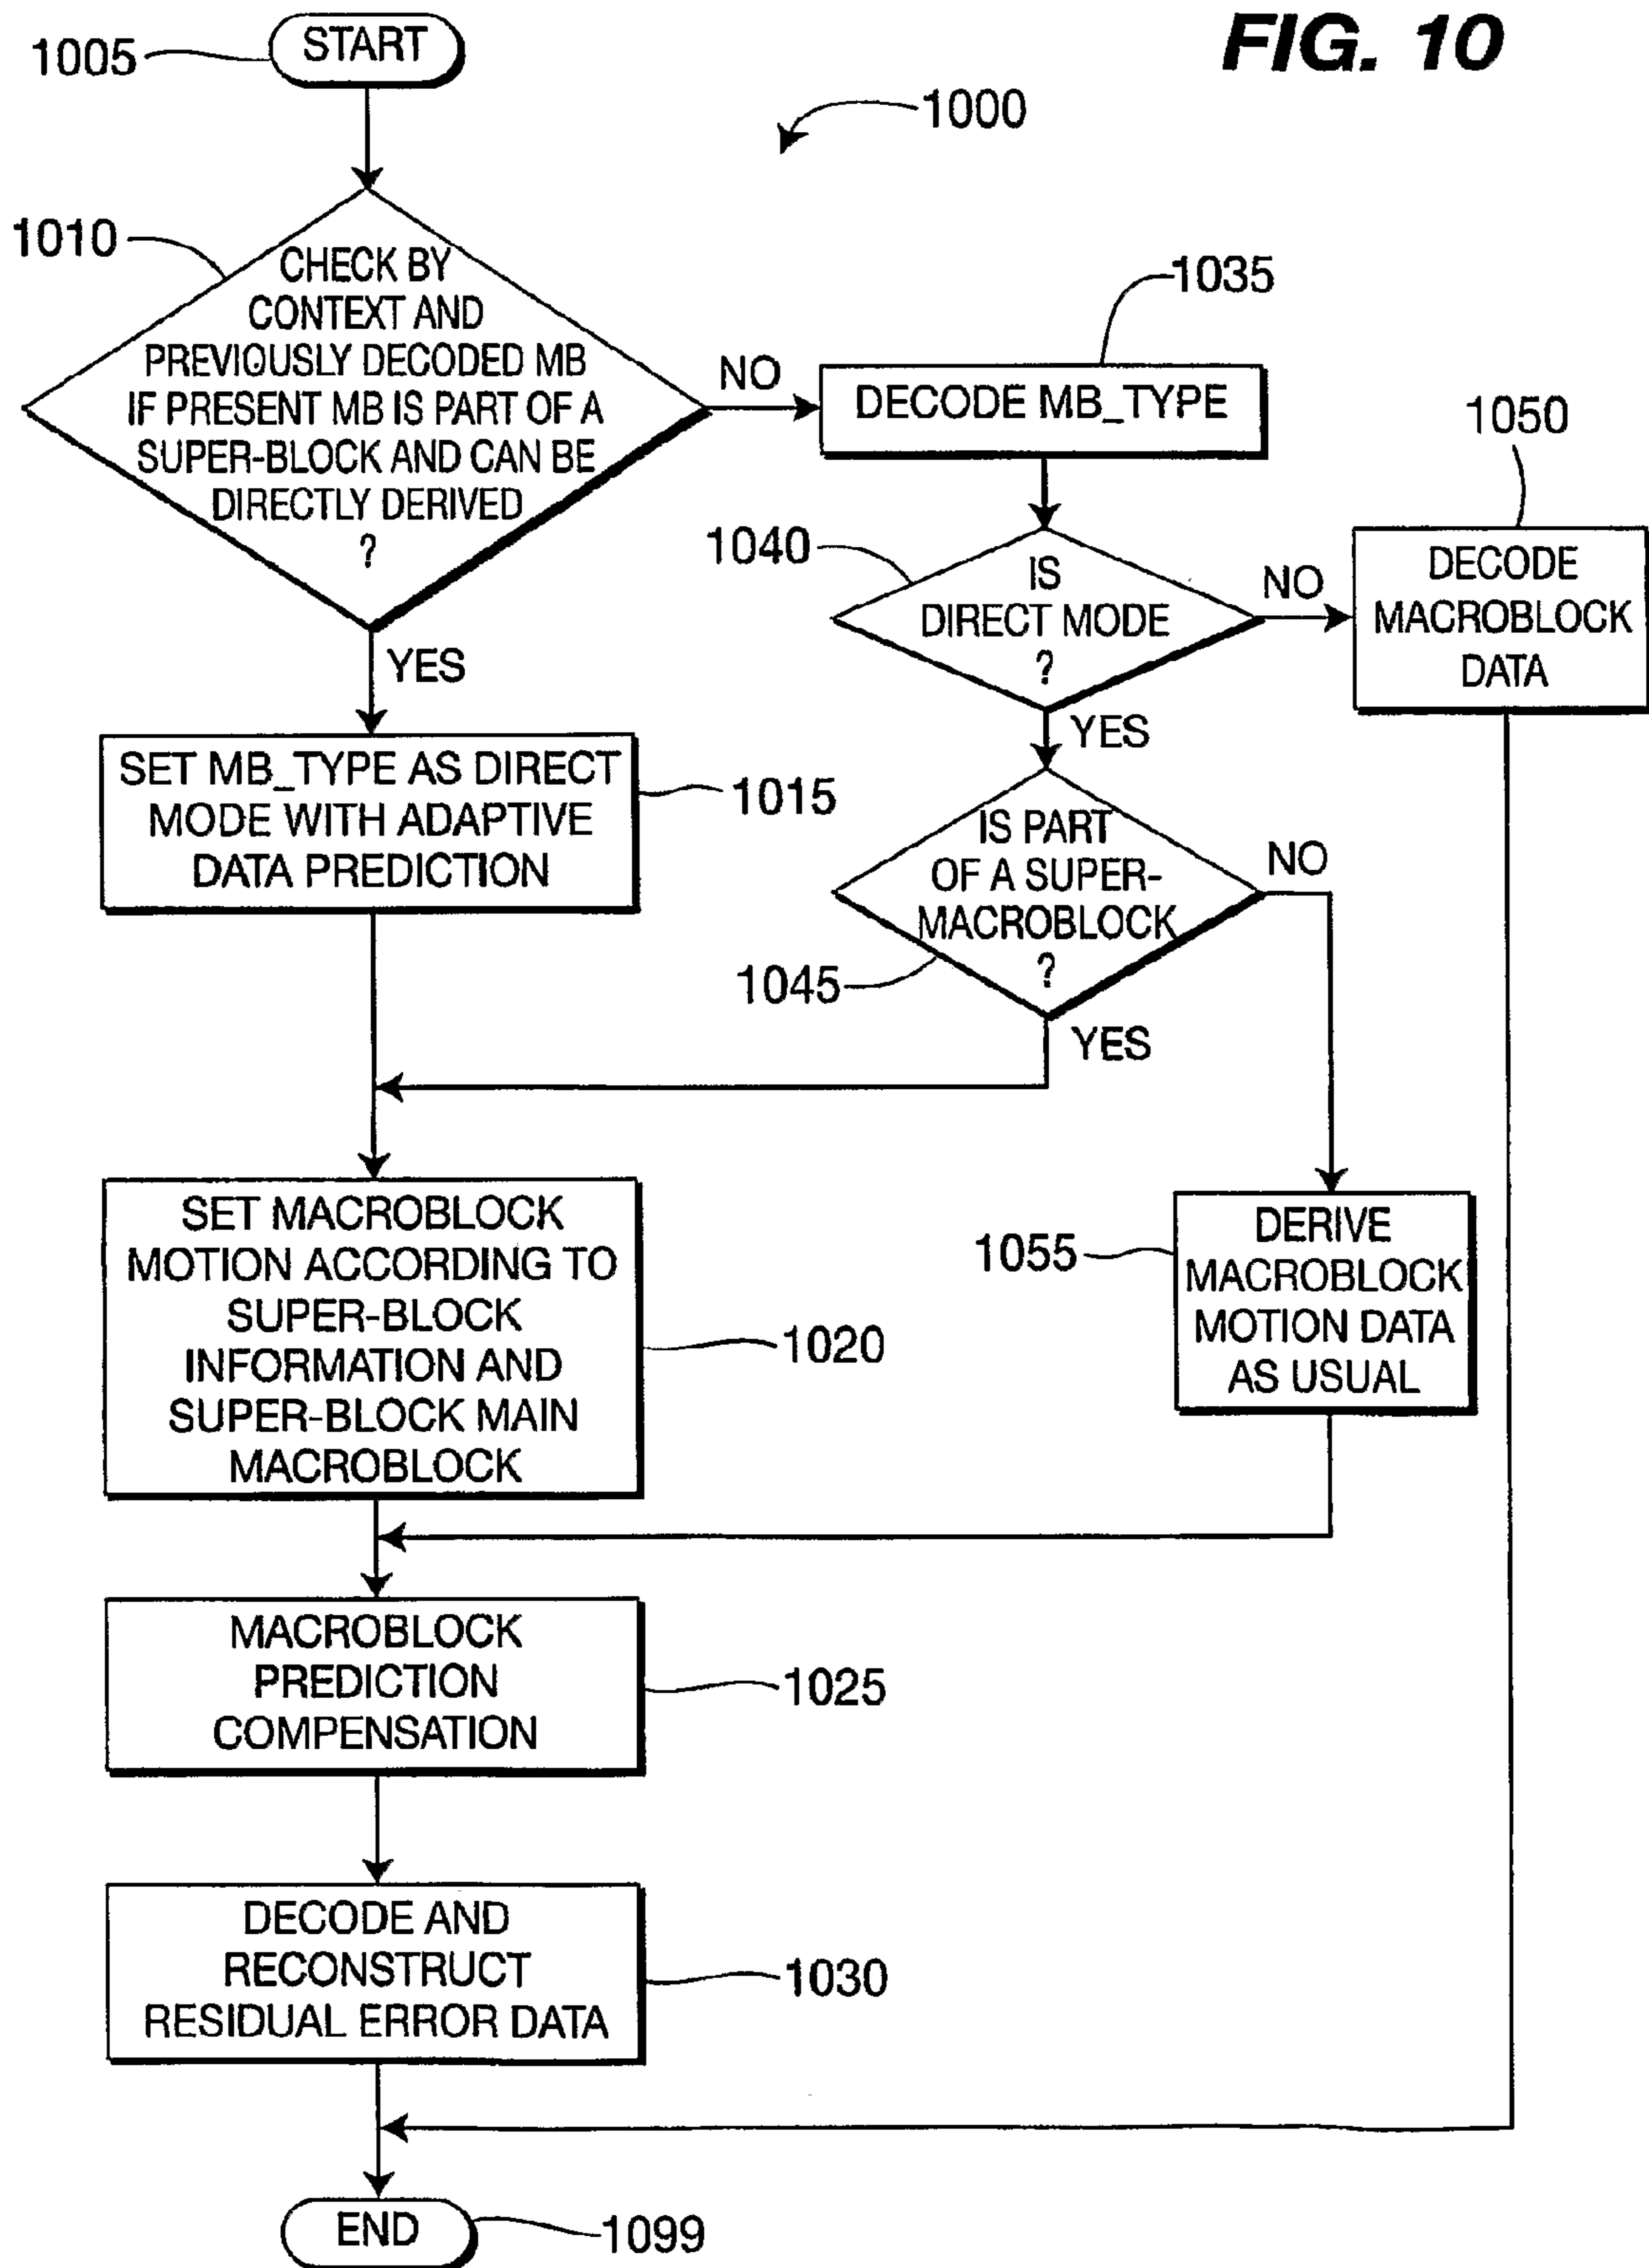 FIG. 10
1005
START
1000
1010
CHECK BY
CONTEXT AND
PREVIOUSLY DECODED MB
IF PRESENT MB IS PART OF A
SUPER-BLOCK AND CAN BE
DIRECTLY DERIVED
?
NO
YES
1035
DECODE MB_TYPE
1040
IS
DIRECT MODE
?
NO
YES
1050
DECODE
MACROBLOCK
DATA
SET MB_TYPE AS DIRECT
MODE WITH ADAPTIVE
DATA PREDICTION
1015
IS PART
OF A SUPER-
MACROBLOCK
?
1045
NO
YES
SET MACROBLOCK
MOTION ACCORDING TO
SUPER-BLOCK
INFORMATION AND
SUPER-BLOCK MAIN
MACROBLOCK
1020
1055
DERIVE
MACROBLOCK
MOTION DATA
AS USUAL
MACROBLOCK
PREDICTION
COMPENSATION
1025
DECODE AND
RECONSTRUCT
RESIDUAL ERROR DATA
1030
END
1099